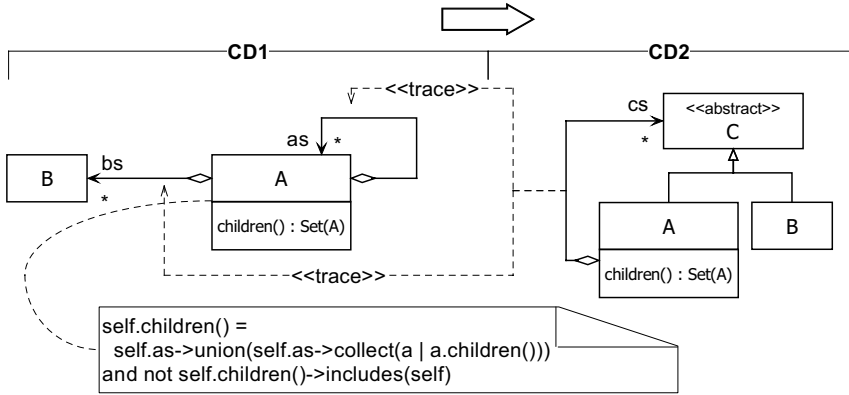 CD1
CD2
<<trace>>
cs
<<abstract>>
C
*
as
*
bs
B
*
A
children() : Set(A)
A
B
children() : Set(A)
<<trace>>
self.children() =
self.as->union(self.as->collect(a | a.children()))
and not self.children()->includes(self)